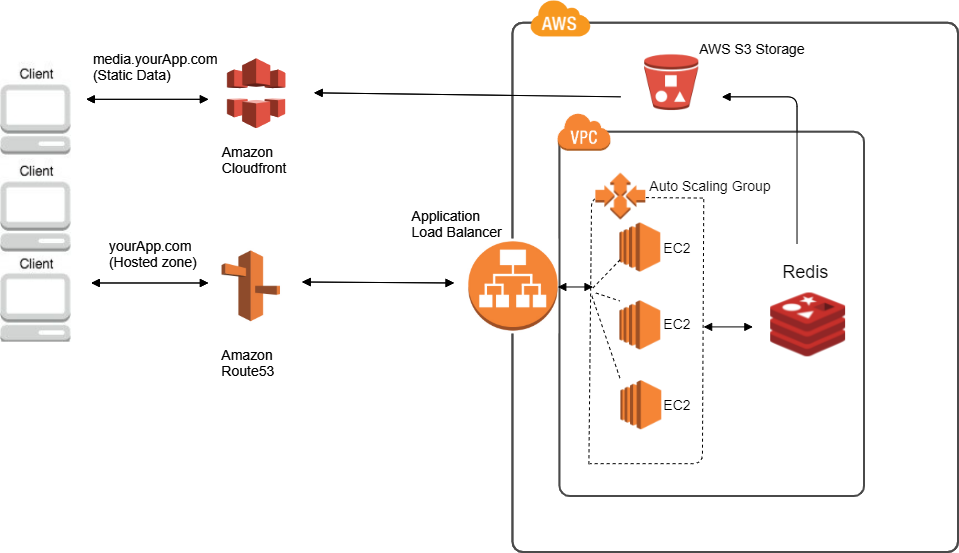 AWS
AWS S3 Storage
media.yourApp.com
(Static Data)
Client
VPC
Amazon
Cloudfront
Client
Auto Scaling Group
Application
Load Balancer
yourApp.com
(Hosted zone)
EC2
Client
Redis
EC2
Amazon
Route53
EC2